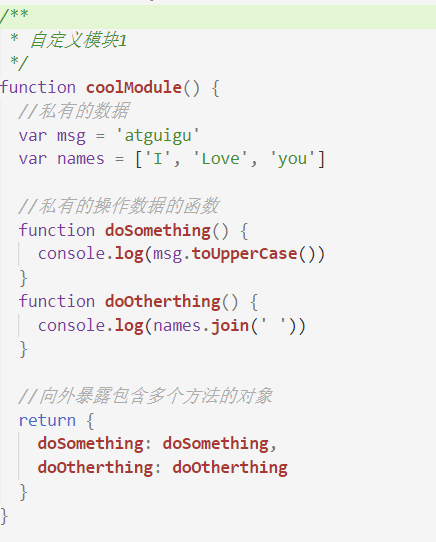 /**
 * 自定义模块1
 */
function coolModule() {
  //私有的数据
  var msg = 'atguigu'
  var names = ['I', 'Love', 'you']
  //私有的操作数据的函数
  function doSomething() {
    console.log(msg.toUpperCase())
  }
  function doOtherthing() {
    console.log(names.join(' '))
  }
  //向外暴露包含多个方法的对象
  return {
    doSomething: doSomething,
    doOtherthing: doOtherthing
  }
}